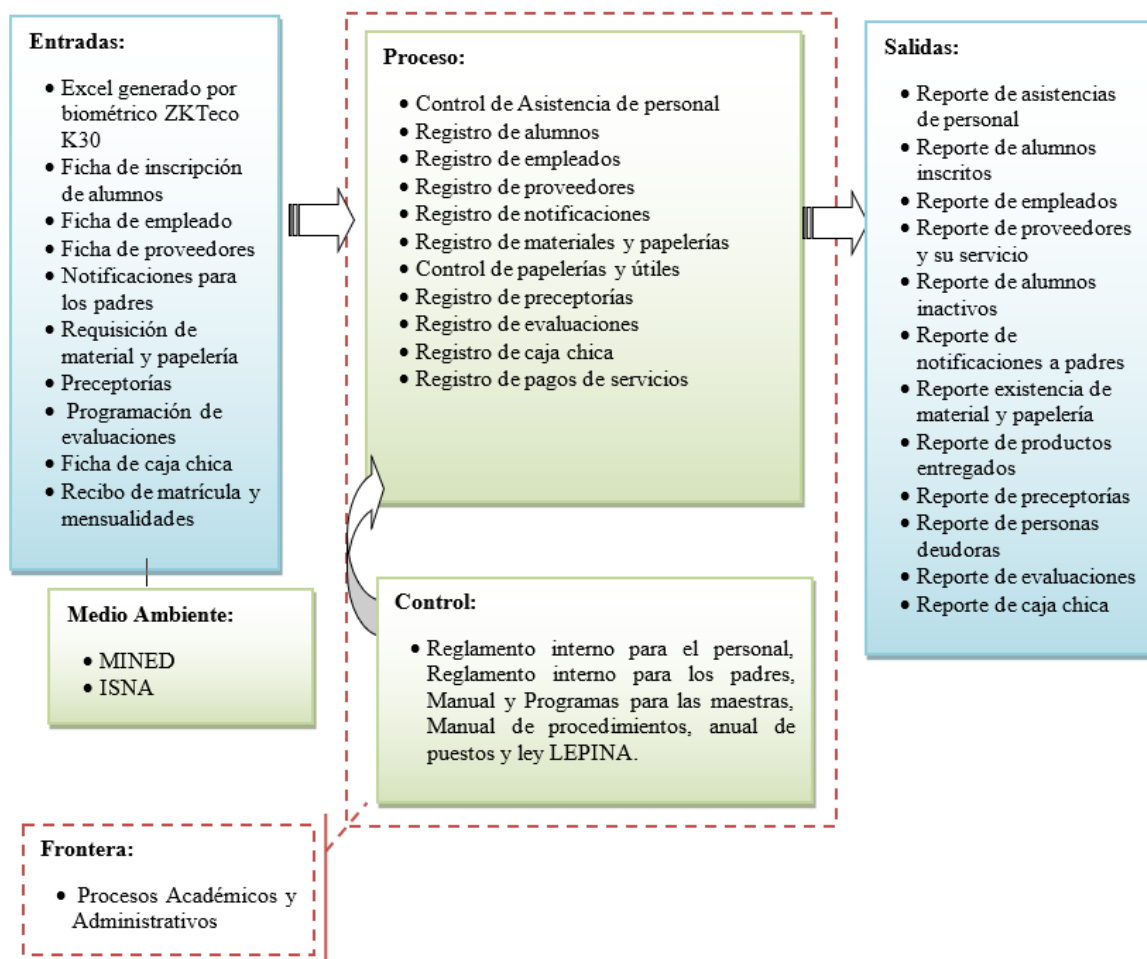 Entradas:
• Excel generado por
biométrico ZKTeco
K30
• Ficha de inscripción
de alumnos
• Ficha de empleado
• Ficha de proveedores
• Notificaciones para
los padres
• Requisición de
material y papelería
• Preceptorías
• Programación de
evaluaciones
• Ficha de caja chica
• Recibo de matrícula y
mensualidades
Medio Ambiente:
• MINED
• ISNA
Proceso:
• Control de Asistencia de personal
• Registro de alumnos
• Registro de empleados
• Registro de proveedores
• Registro de notificaciones
• Registro de materiales y papelerías
• Control de papelerías y útiles
• Registro de preceptorías
• Registro de evaluaciones
• Registro de caja chica
• Registro de pagos de servicios
Control:
• Reglamento interno para el personal,
Reglamento interno para los padres,
Manual y Programas para las maestras,
Manual de procedimientos, anual de
puestos y ley LEPINA.
Salidas:
• Reporte de asistencias
de personal
• Reporte de alumnos
inscritos
• Reporte de empleados
• Reporte de proveedores
y su servicio
• Reporte de alumnos
inactivos
• Reporte de
notificaciones a padres
• Reporte existencia de
material y papelería
• Reporte de productos
entregados
• Reporte de preceptorías
• Reporte de personas
deudoras
• Reporte de evaluaciones
• Reporte de caja chica
Frontera:
• Procesos Académicos y
Administrativos